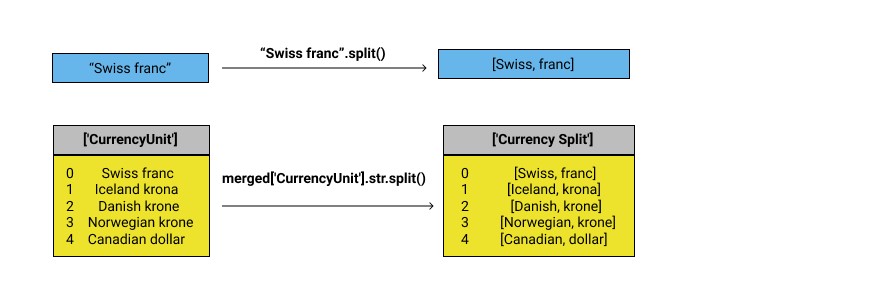 “Swiss franc”.split()
“Swiss franc”
[Swiss, franc]
['CurrencyUnit']
0 Swiss franc
1 Iceland krona
2 Danish krone
3 Norwegian krone
4 Canadian dollar
merged['CurrencyUnit'].str.split()
['Currency Split']
0 [Swiss, franc]
1 [Iceland, krona]
2 [Danish, krone]
3 [Norwegian, krone]
4 [Canadian, dollar]